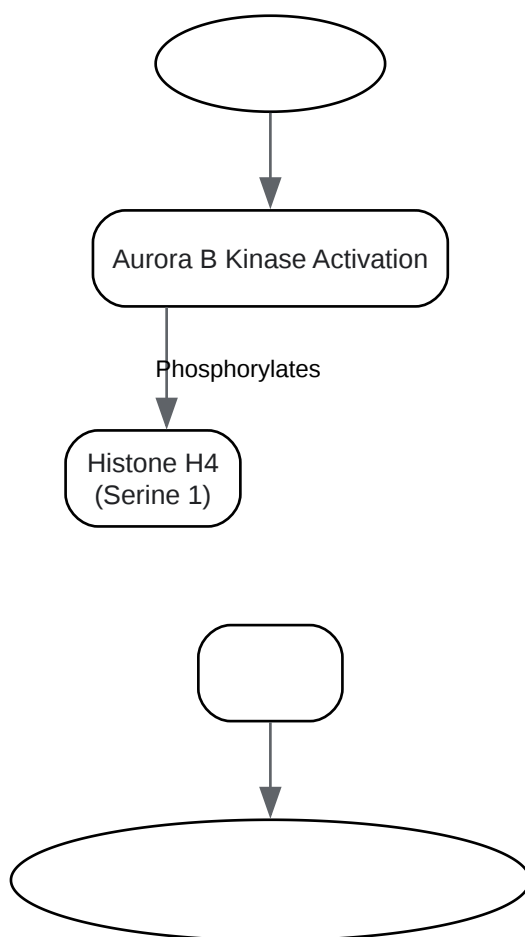 Aurora B Kinase Activation
Phosphorylates
Histone H4
(Serine 1)